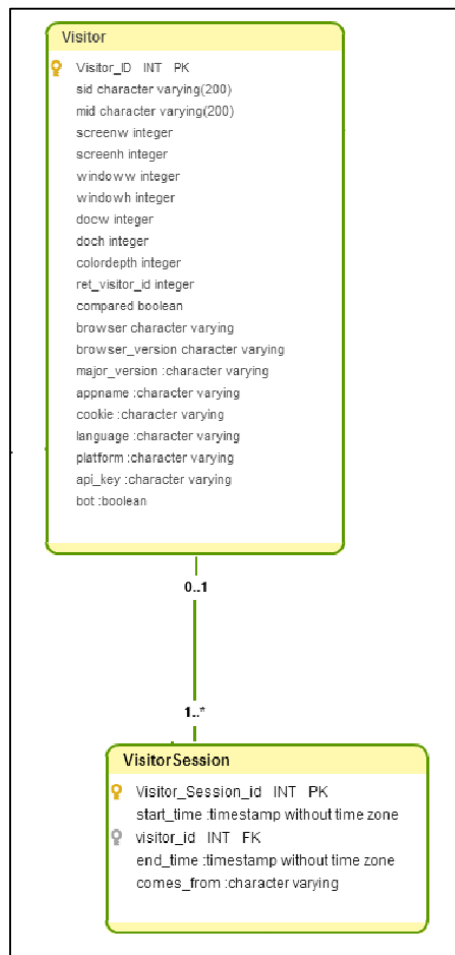 Visitor
Visitor_ID INT PK
sid character varying(200)
mid character varying(200)
screenw integer
screenh integer
windoww integer
windowh integer
docw integer
doch integer
colordepth integer
ret_visitor_id integer
compared boolean
browser character varying
browser_version character varying
major_version :character varying
appname :character varying
cookie :character varying
language :character varying
platform :character varying
api_key :character varying
bot :boolean
0..1
1..*
VisitorSession
Visitor_Session_id INT PK
start_time :timestamp without time zone
visitor_id INT FK
end_time :timestamp without time zone
comes_from :character varying